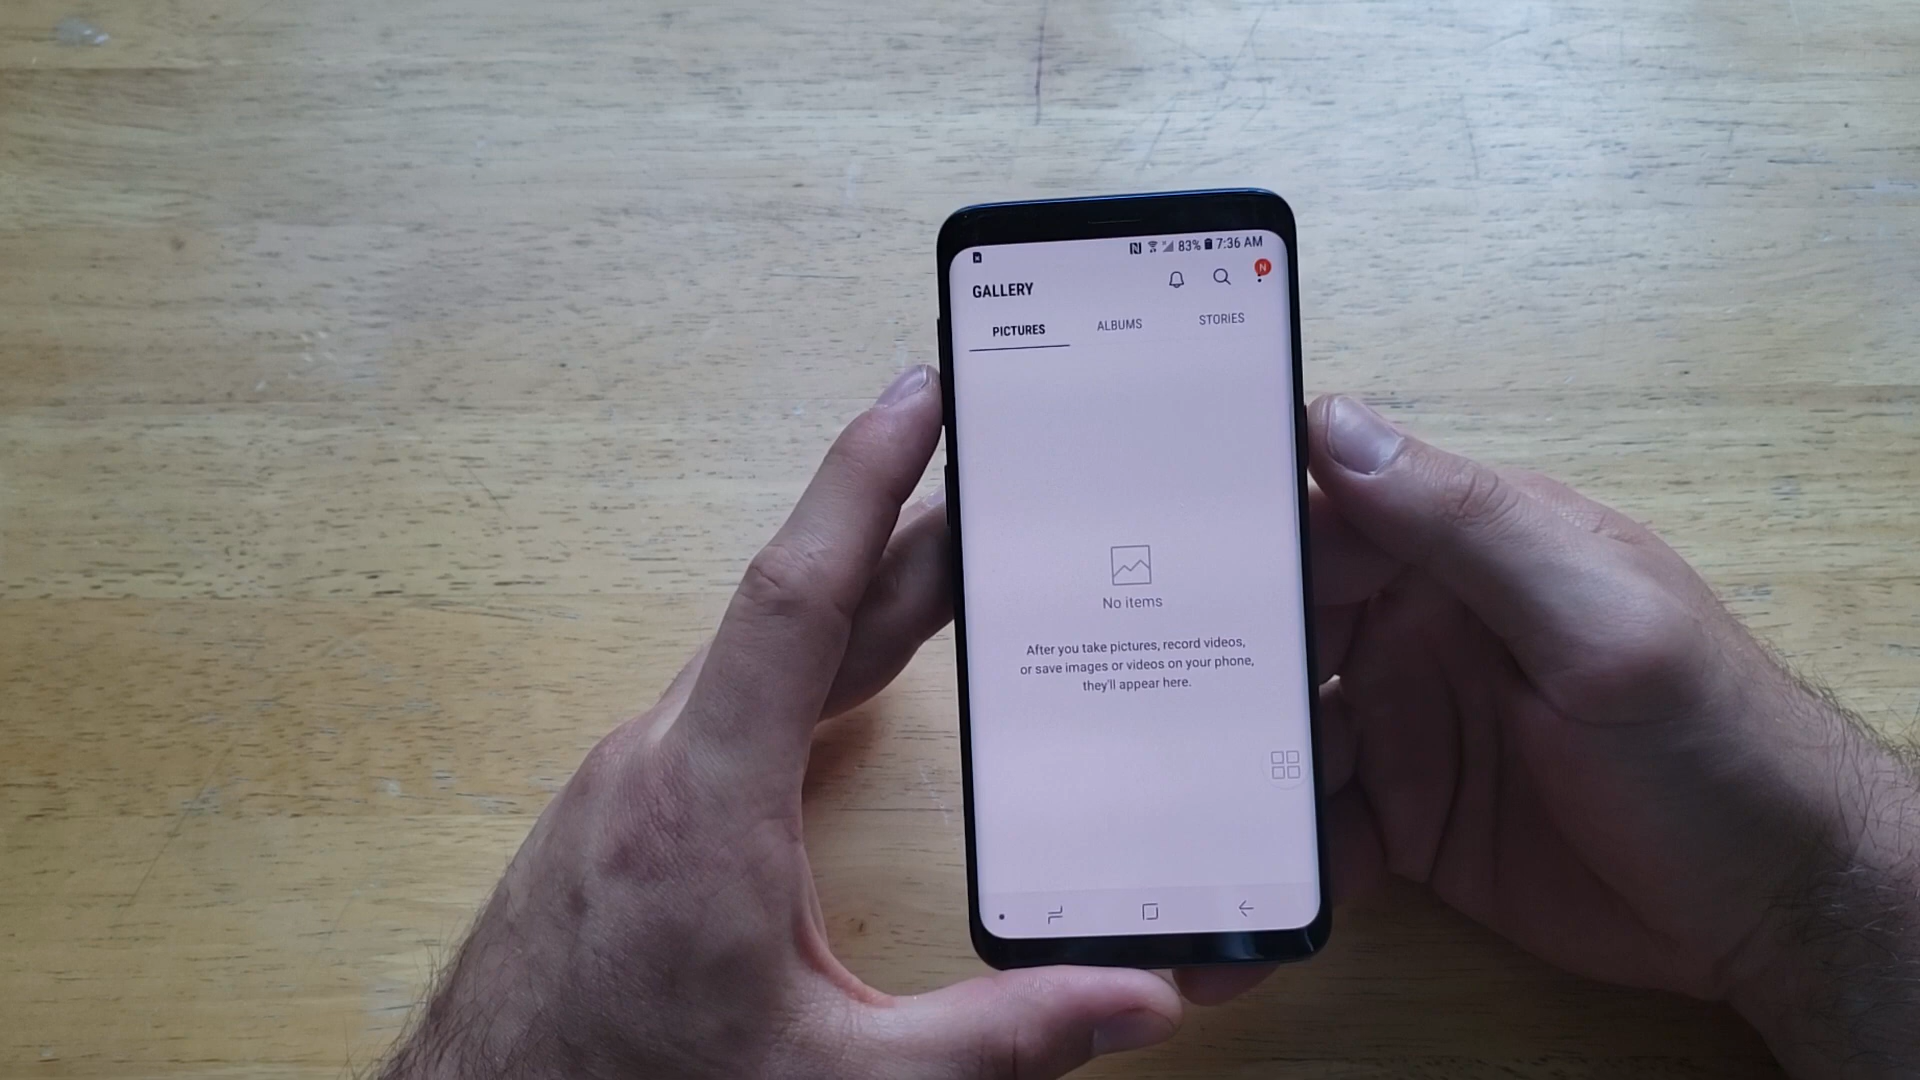 83% 7:36 AM
GALLERY
N
PICTURES ALBUMS STORIES
No items
After you take pictures, record videos,
or save images or videos on your phone,
they'll appear here.